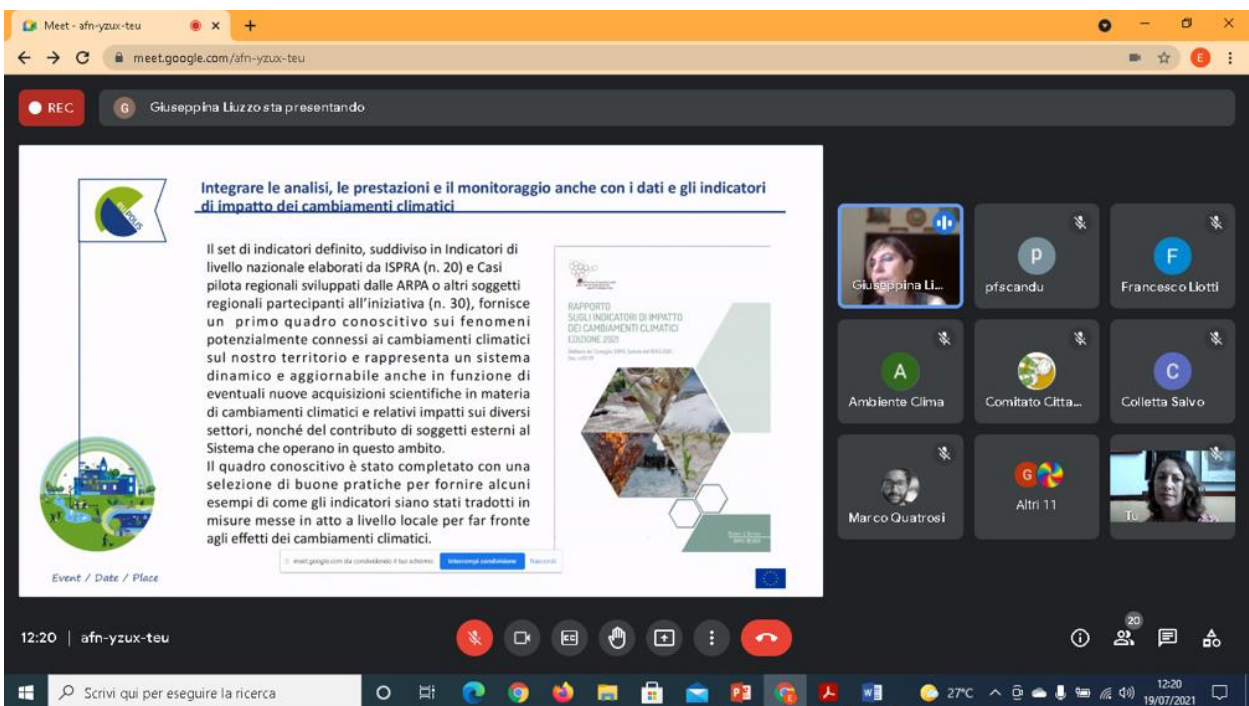 Meet - afn-yzux-teu
meet.google.com/afn-yzux-teu
E
REC
G
Giuseppina Liuzzo sta presentando
euPOLIS
Integrare le analisi, le prestazioni e il monitoraggio anche con i dati e gli indicatori
di impatto dei cambiamenti climatici
Il set di indicatori definito, suddiviso in Indicatori di
livello nazionale elaborati da ISPRA (n. 20) e Casi
pilota regionali sviluppati dalle ARPA o altri soggetti
regionali partecipanti all'iniziativa (n. 30), fornisce
un primo quadro conoscitivo sui fenomeni
potenzialmente connessi ai cambiamenti climatici
sul nostro territorio e rappresenta un sistema
dinamico e aggiornabile anche in funzione di
eventuali nuove acquisizioni scientifiche in materia
di cambiamenti climatici e relativi impatti sui diversi
settori, nonché del contributo di soggetti esterni al
Sistema che operano in questo ambito.
Il quadro conoscitivo è stato completato con una
selezione di buone pratiche per fornire alcuni
esempi di come gli indicatori siano stati tradotti in
misure messe in atto a livello locale per far fronte
agli effetti dei cambiamenti climatici.
RAPPORTO
SUGLI INDICATORI DI IMPATTO
DEI CAMBIAMENTI CLIMATICI
EDIZIONE 2021
meet.google.com sta condividendo il tuo schermo.
Interrompi condivisione
Nascondi
Event / Date / Place
Giuseppina Li...
p
pfscandu
F
Francesco Liotti
A
Ambiente Clima
Comitato Citta...
C
Colletta Salvo
Marco Quatrosi
G
Altri 11
Tu
12:20 | afn-yzux-teu
20
Scrivi qui per eseguire la ricerca
27°C
12:20
19/07/2021